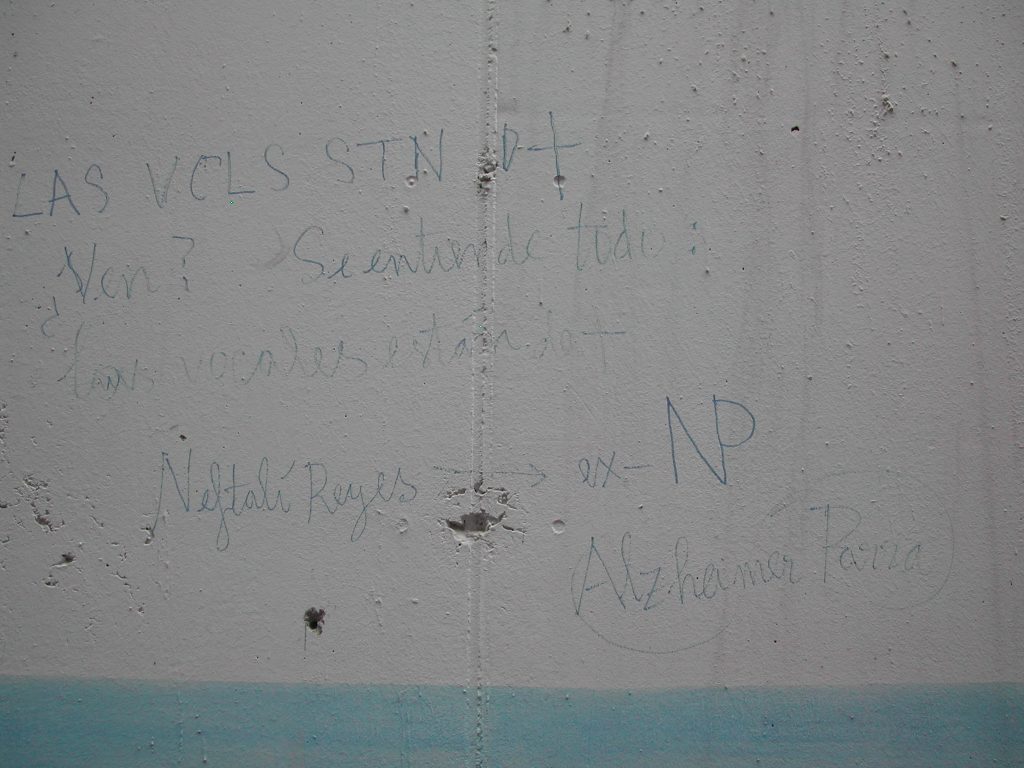 LAS VCLS STN D+
¿Ven? Se entiende todo:
las vocales están de+
Neftalí Reyes → ex-NP
Alzheimer Parra